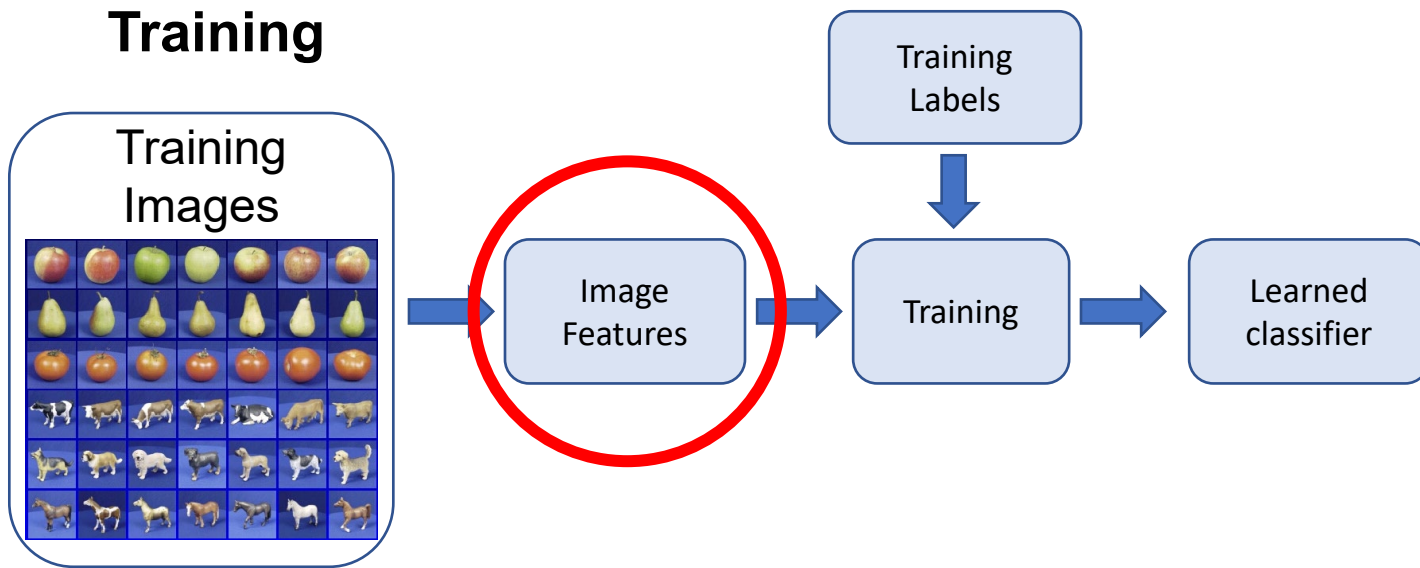 Training
Training
Images
Image
Features
Training
Labels
Training
Learned
classifier